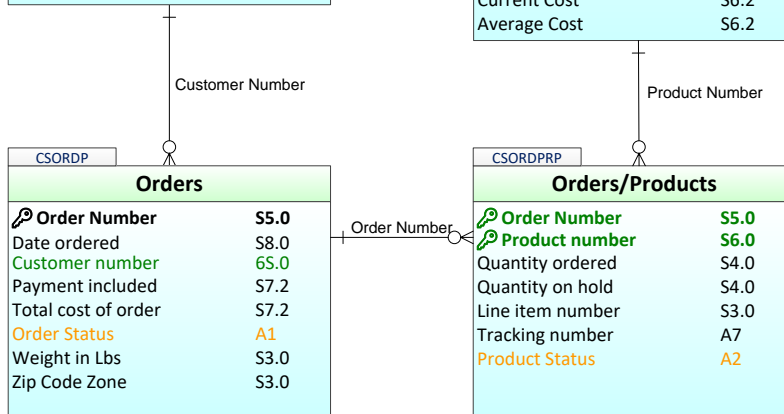 Current Cost S6.2
Average Cost S6.2
Customer Number
Product Number
CSORDP
Orders
Order Number S5.0
Date ordered S8.0
Customer number 6S.0
Payment included S7.2
Total cost of order S7.2
Order Status A1
Weight in Lbs S3.0
Zip Code Zone S3.0
Order Number
CSORDPRP
Orders/Products
Order Number S5.0
Product number S6.0
Quantity ordered S4.0
Quantity on hold S4.0
Line item number S3.0
Tracking number A7
Product Status A2